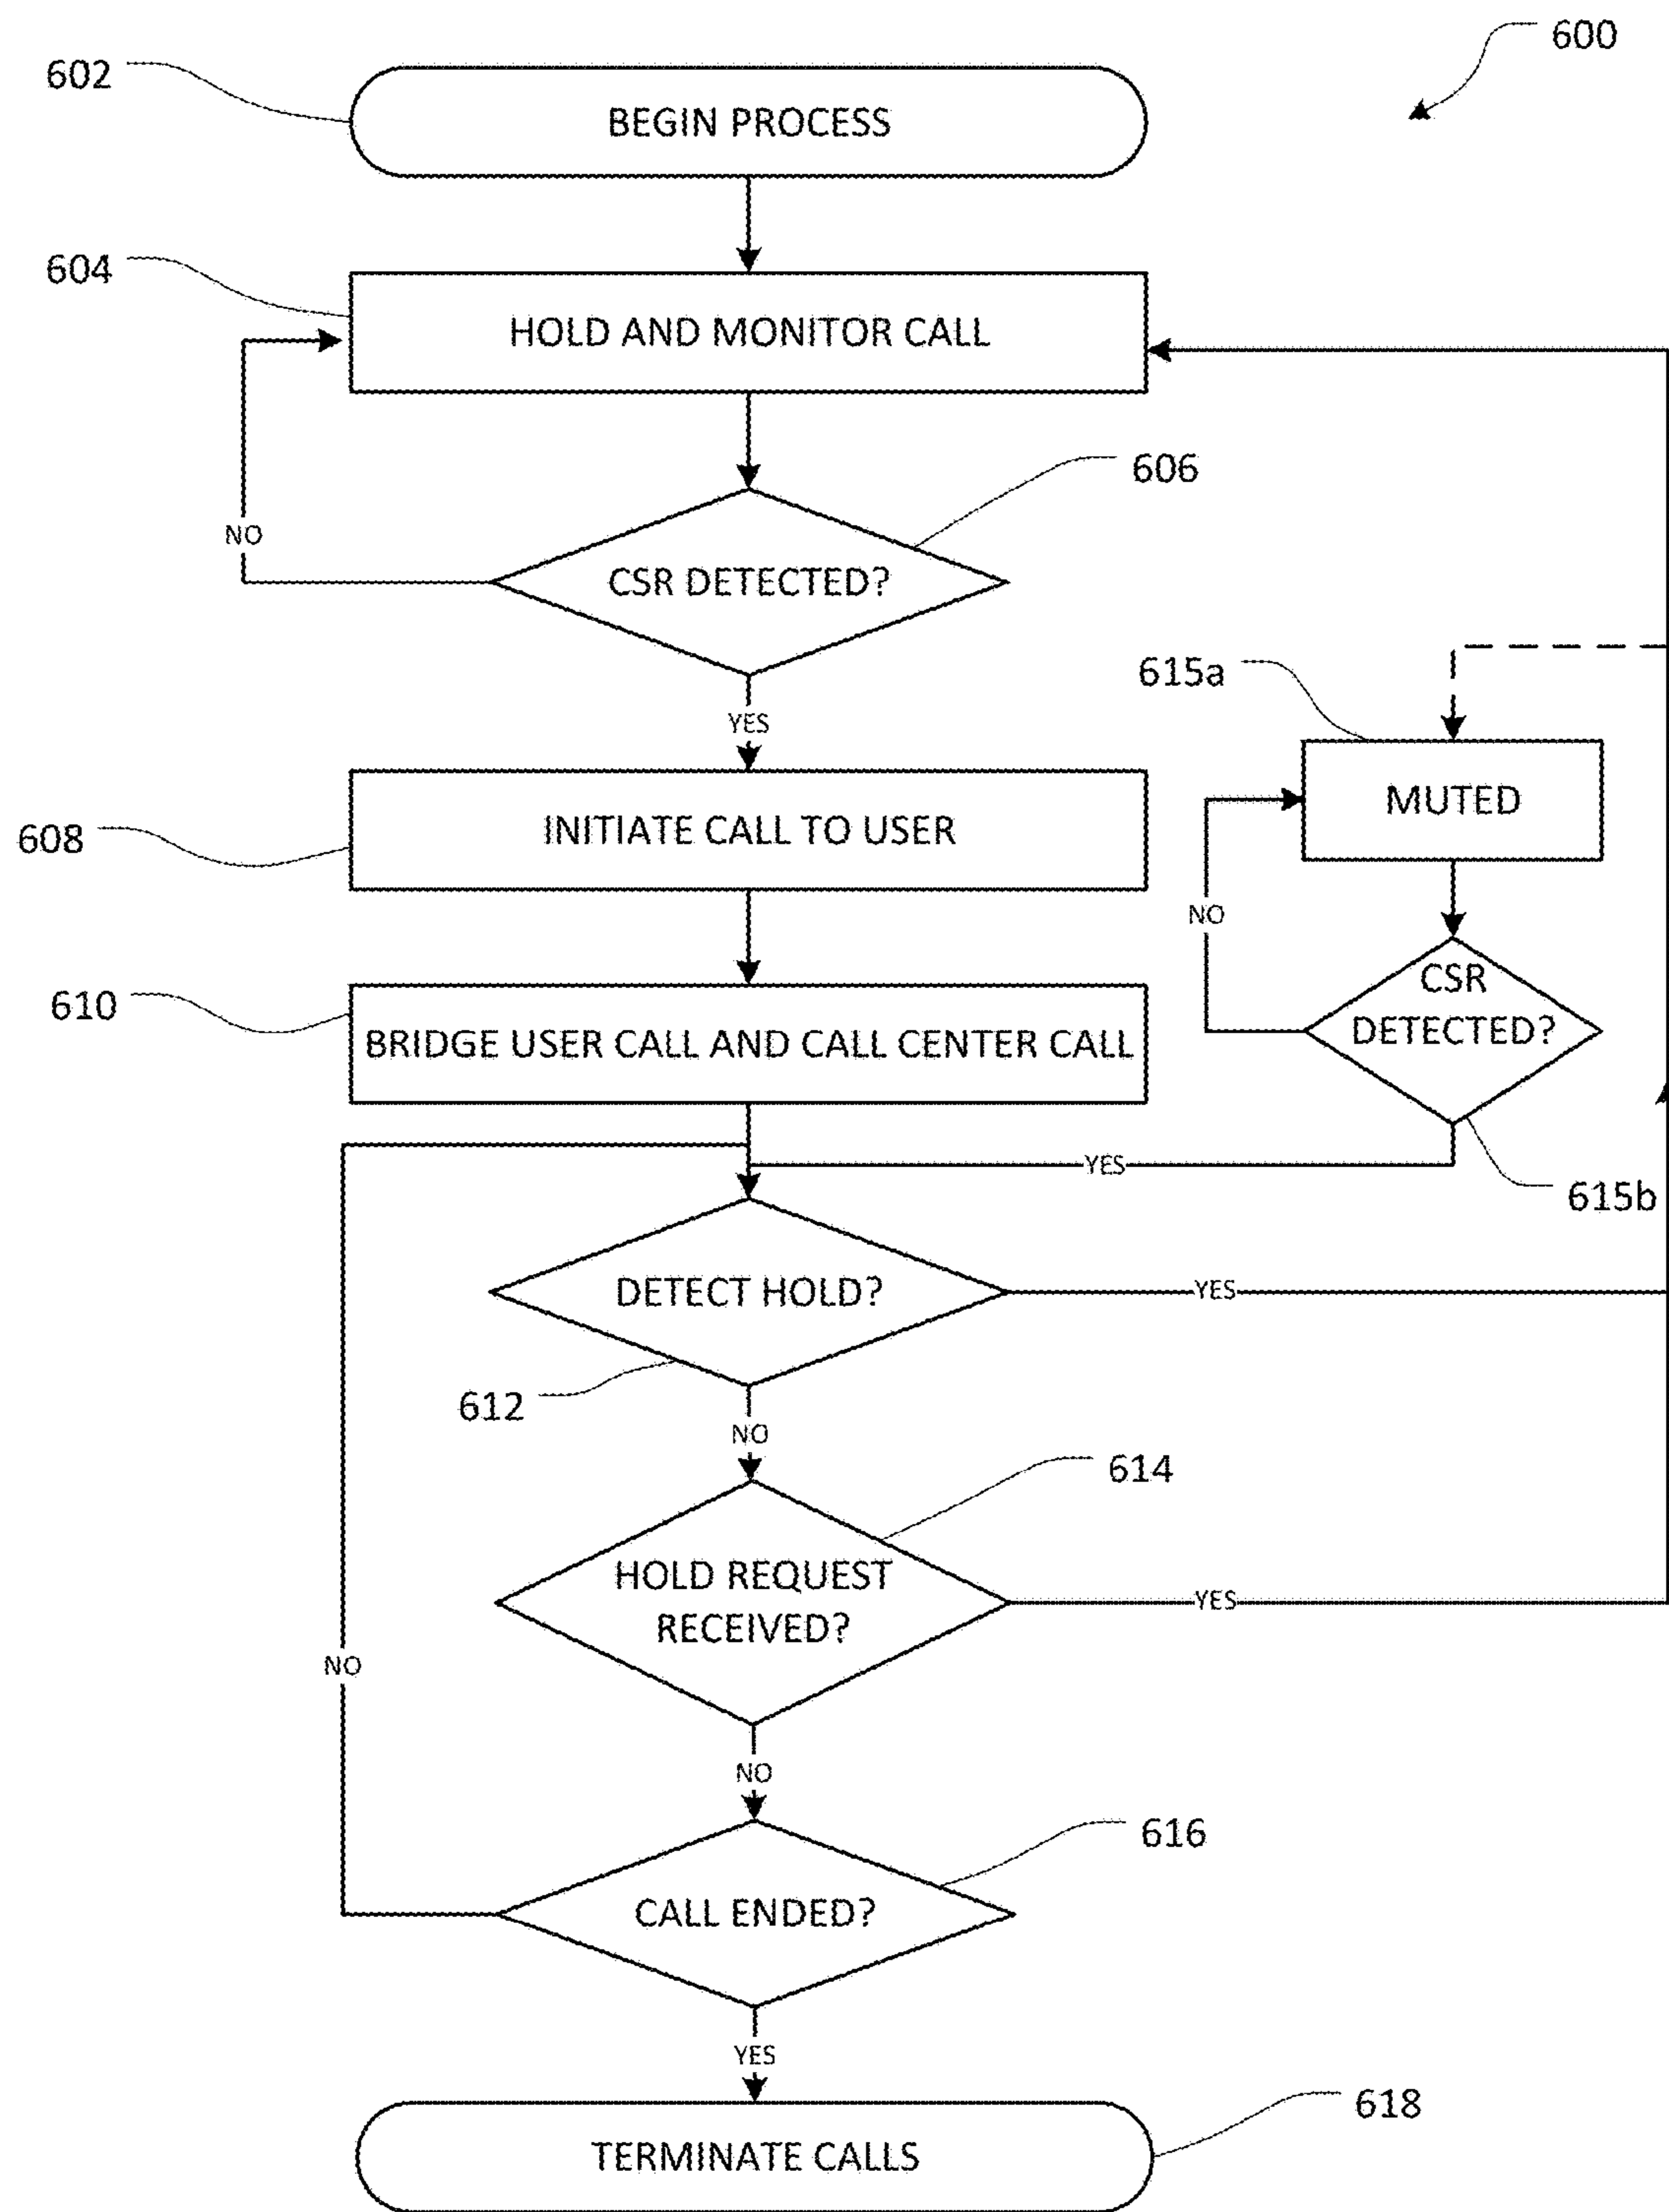 600
602
BEGIN PROCESS
604
HOLD AND MONITOR CALL
606
NO
CSR DETECTED?
YES
615a
608
INITIATE CALL TO USER
MUTED
NO
610
BRIDGE USER CALL AND CALL CENTER CALL
CSR
DETECTED?
YES
615b
DETECT HOLD?
YES
612
NO
614
HOLD REQUEST
RECEIVED?
YES
NO
NO
616
CALL ENDED?
YES
618
TERMINATE CALLS